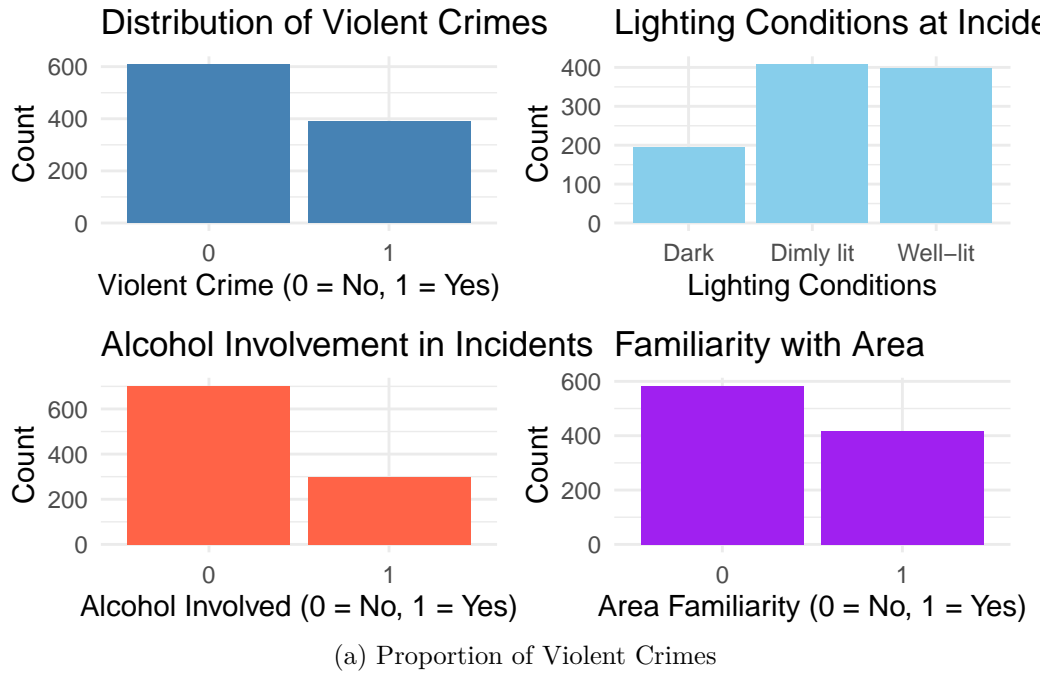 Distribution of Violent Crimes
600
400
200
0
Count
0 1
Violent Crime (0 = No, 1 = Yes)
Lighting Conditions at Incide
400
300
200
100
0
Count
Dark Dimly lit Well−lit
Lighting Conditions
Alcohol Involvement in Incidents
600
400
200
0
Count
0 1
Alcohol Involved (0 = No, 1 = Yes)
Familiarity with Area
600
400
200
0
Count
0 1
Area Familiarity (0 = No, 1 = Yes)
(a) Proportion of Violent Crimes